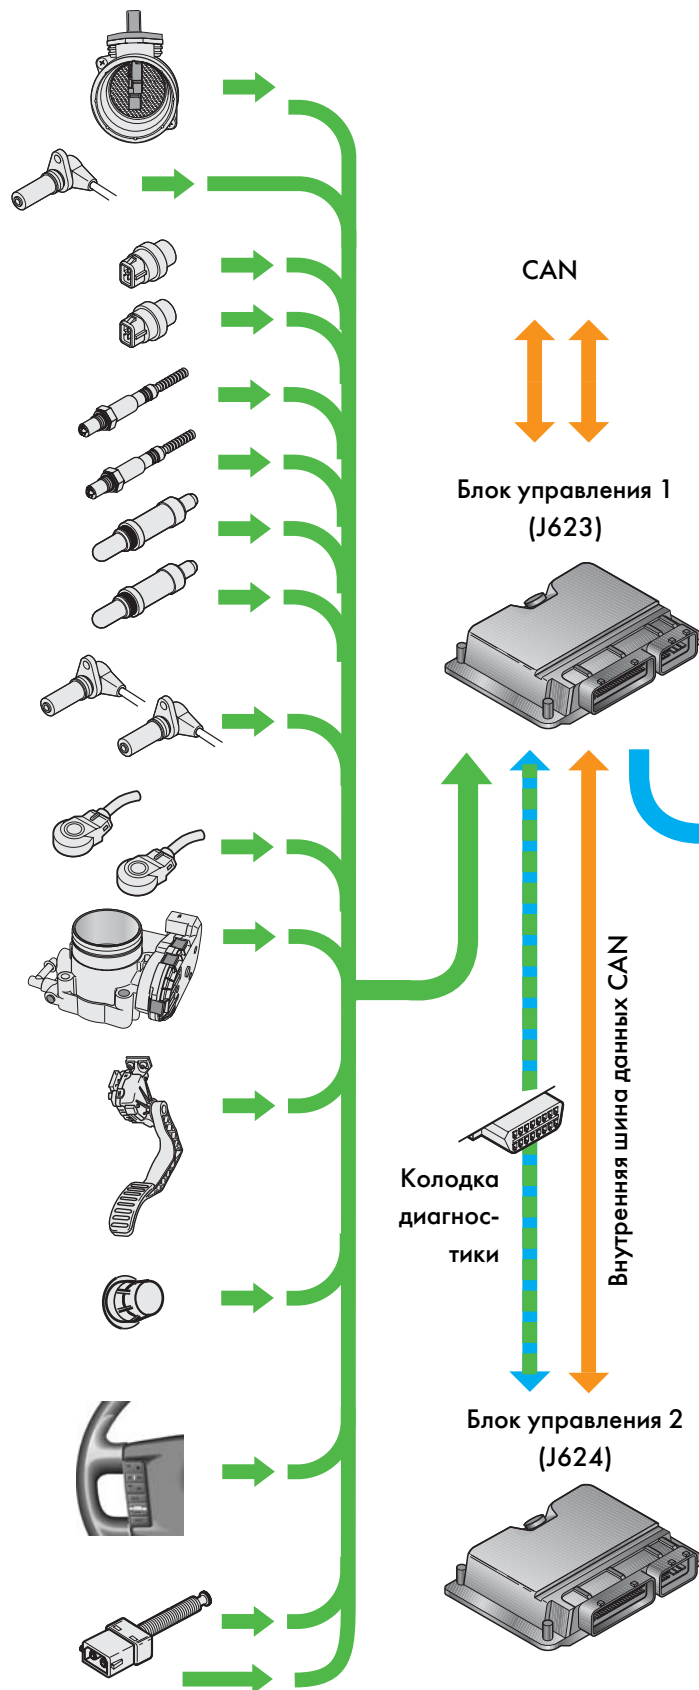 CAN
Блок управления 1
(J623)
Внутренняя шина данных CAN
Колодка
диагнос-
тики
Блок управления 2
(J624)